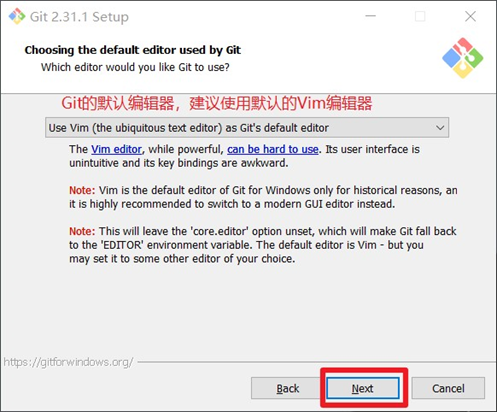 Git 2.31.1 Setup
Choosing the default editor used by Git
Which editor would you like Git to use?
Git的默认编辑器，建议使用默认的Vim编辑器
Use Vim (the ubiquitous text editor) as Git's default editor
The Vim editor, while powerful, can be hard to use. Its user interface is
unintuitive and its key bindings are awkward.
Note: Vim is the default editor of Git for Windows only for historical reasons, an
it is highly recommended to switch to a modern GUI editor instead.
Note: This will leave the 'core.editor' option unset, which will make Git fall back
to the 'EDITOR' environment variable. The default editor is Vim - but you
may set it to some other editor of your choice.
https://gitforwindows.org/
Back
Next
Cancel